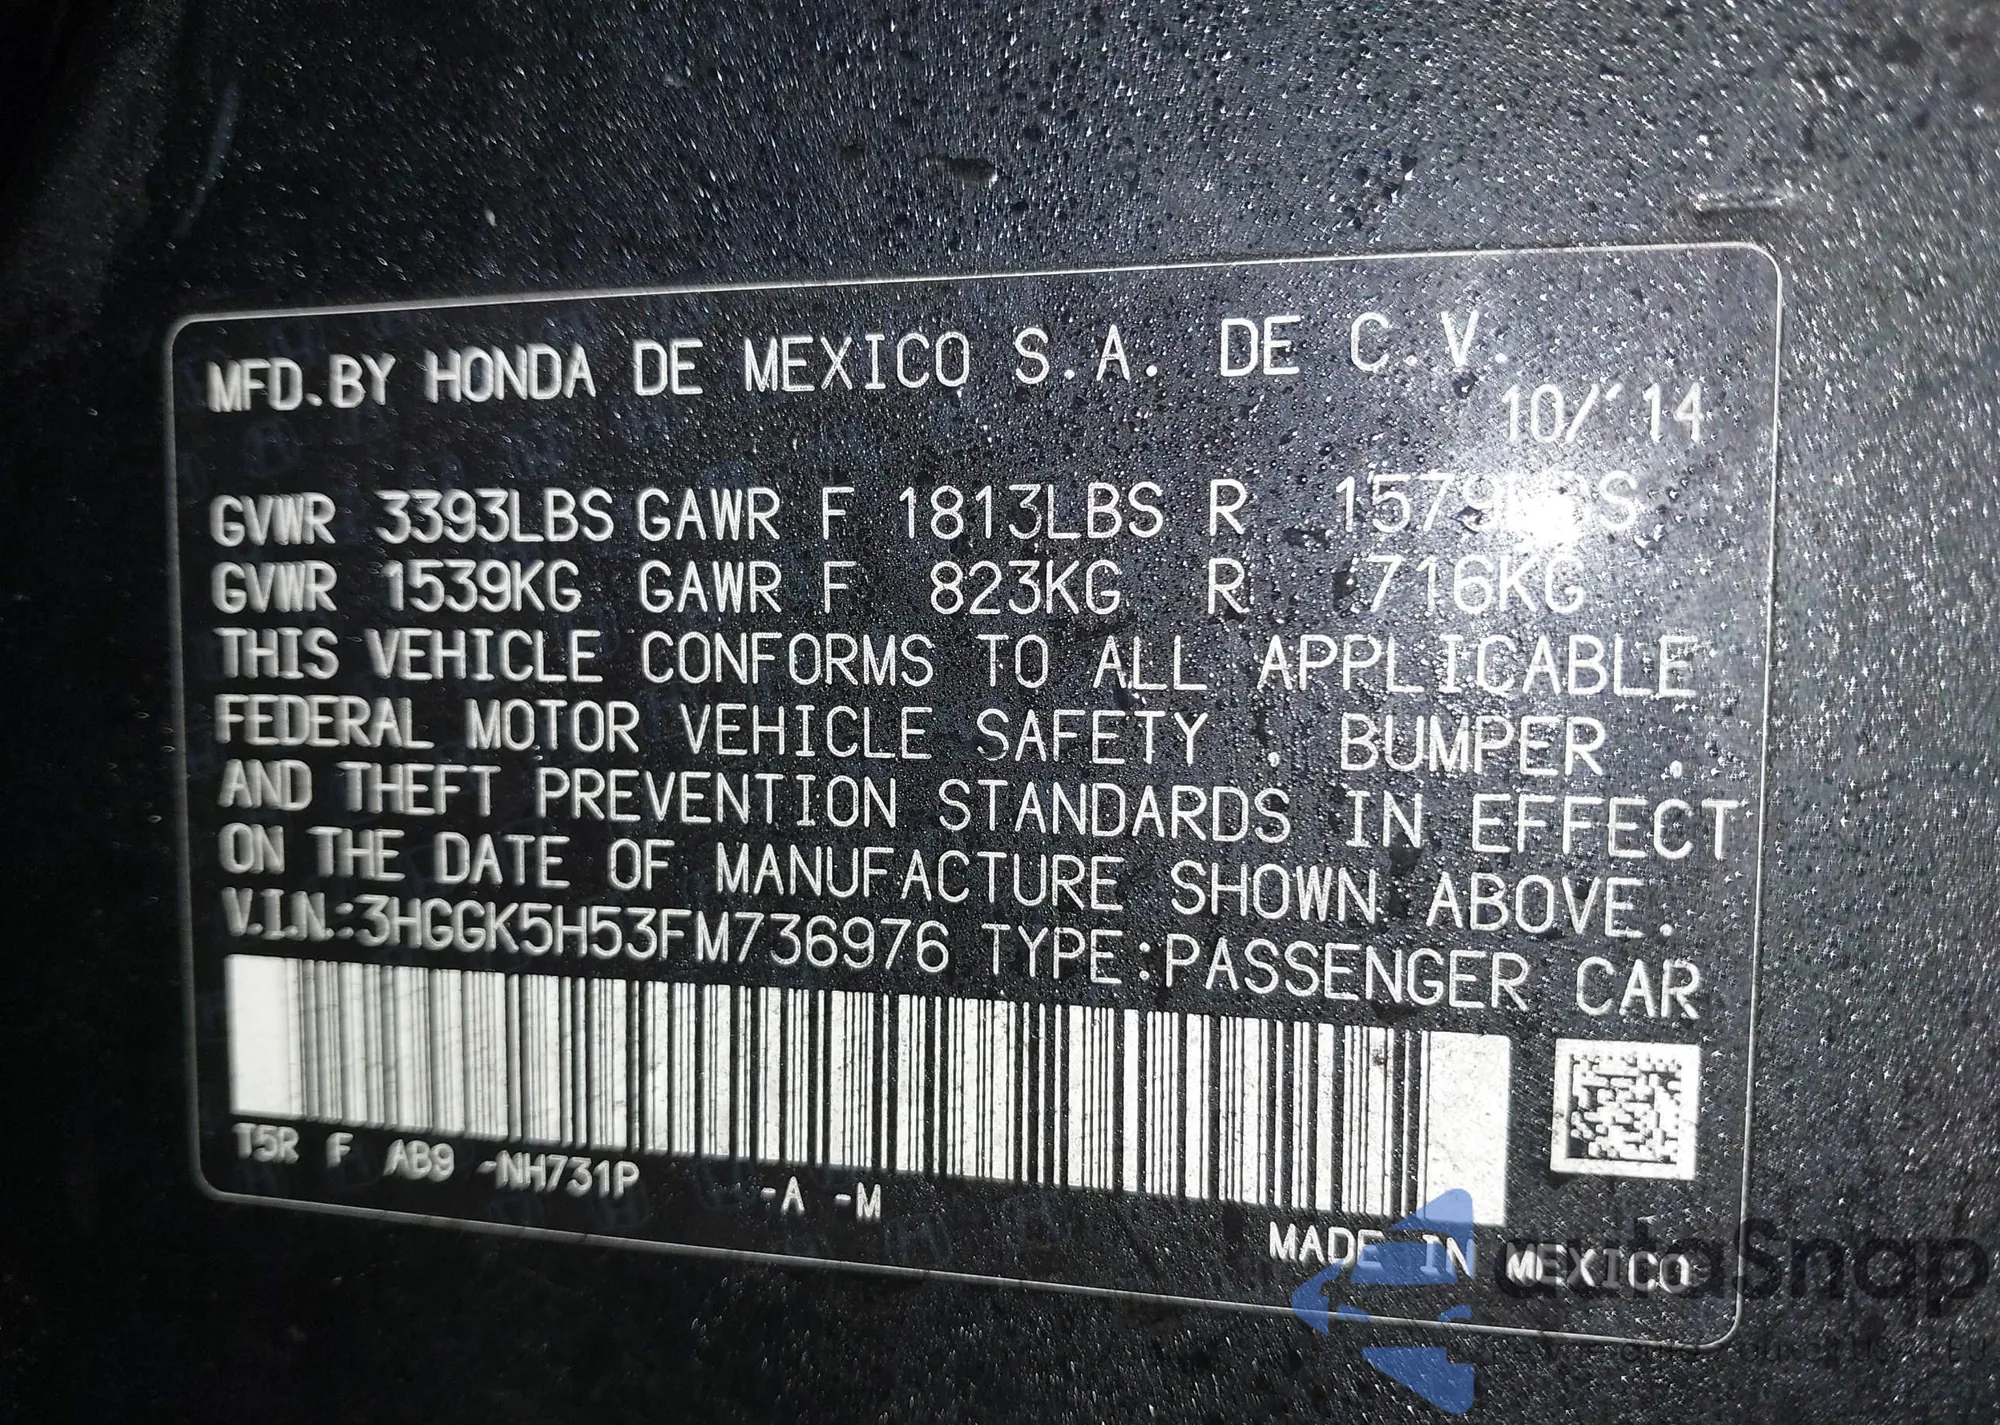 MFD.BY HONDA DE MEXICO S.A. DE C.V.
10/'14
GVWR 3393LBS GAWR F 1813LBS R 1579LBS
GVWR 1539KG GAWR F 823KG R 716KG
THIS VEHICLE CONFORMS TO ALL APPLICABLE
FEDERAL MOTOR VEHICLE SAFETY , BUMPER ,
AND THEFT PREVENTION STANDARDS IN EFFECT
ON THE DATE OF MANUFACTURE SHOWN ABOVE.
V.I.N.:3HGGK5H53FM736976 TYPE:PASSENGER CAR
T5R F AB9 -NH731P -A -M
MADE IN MEXICO
autoSnap